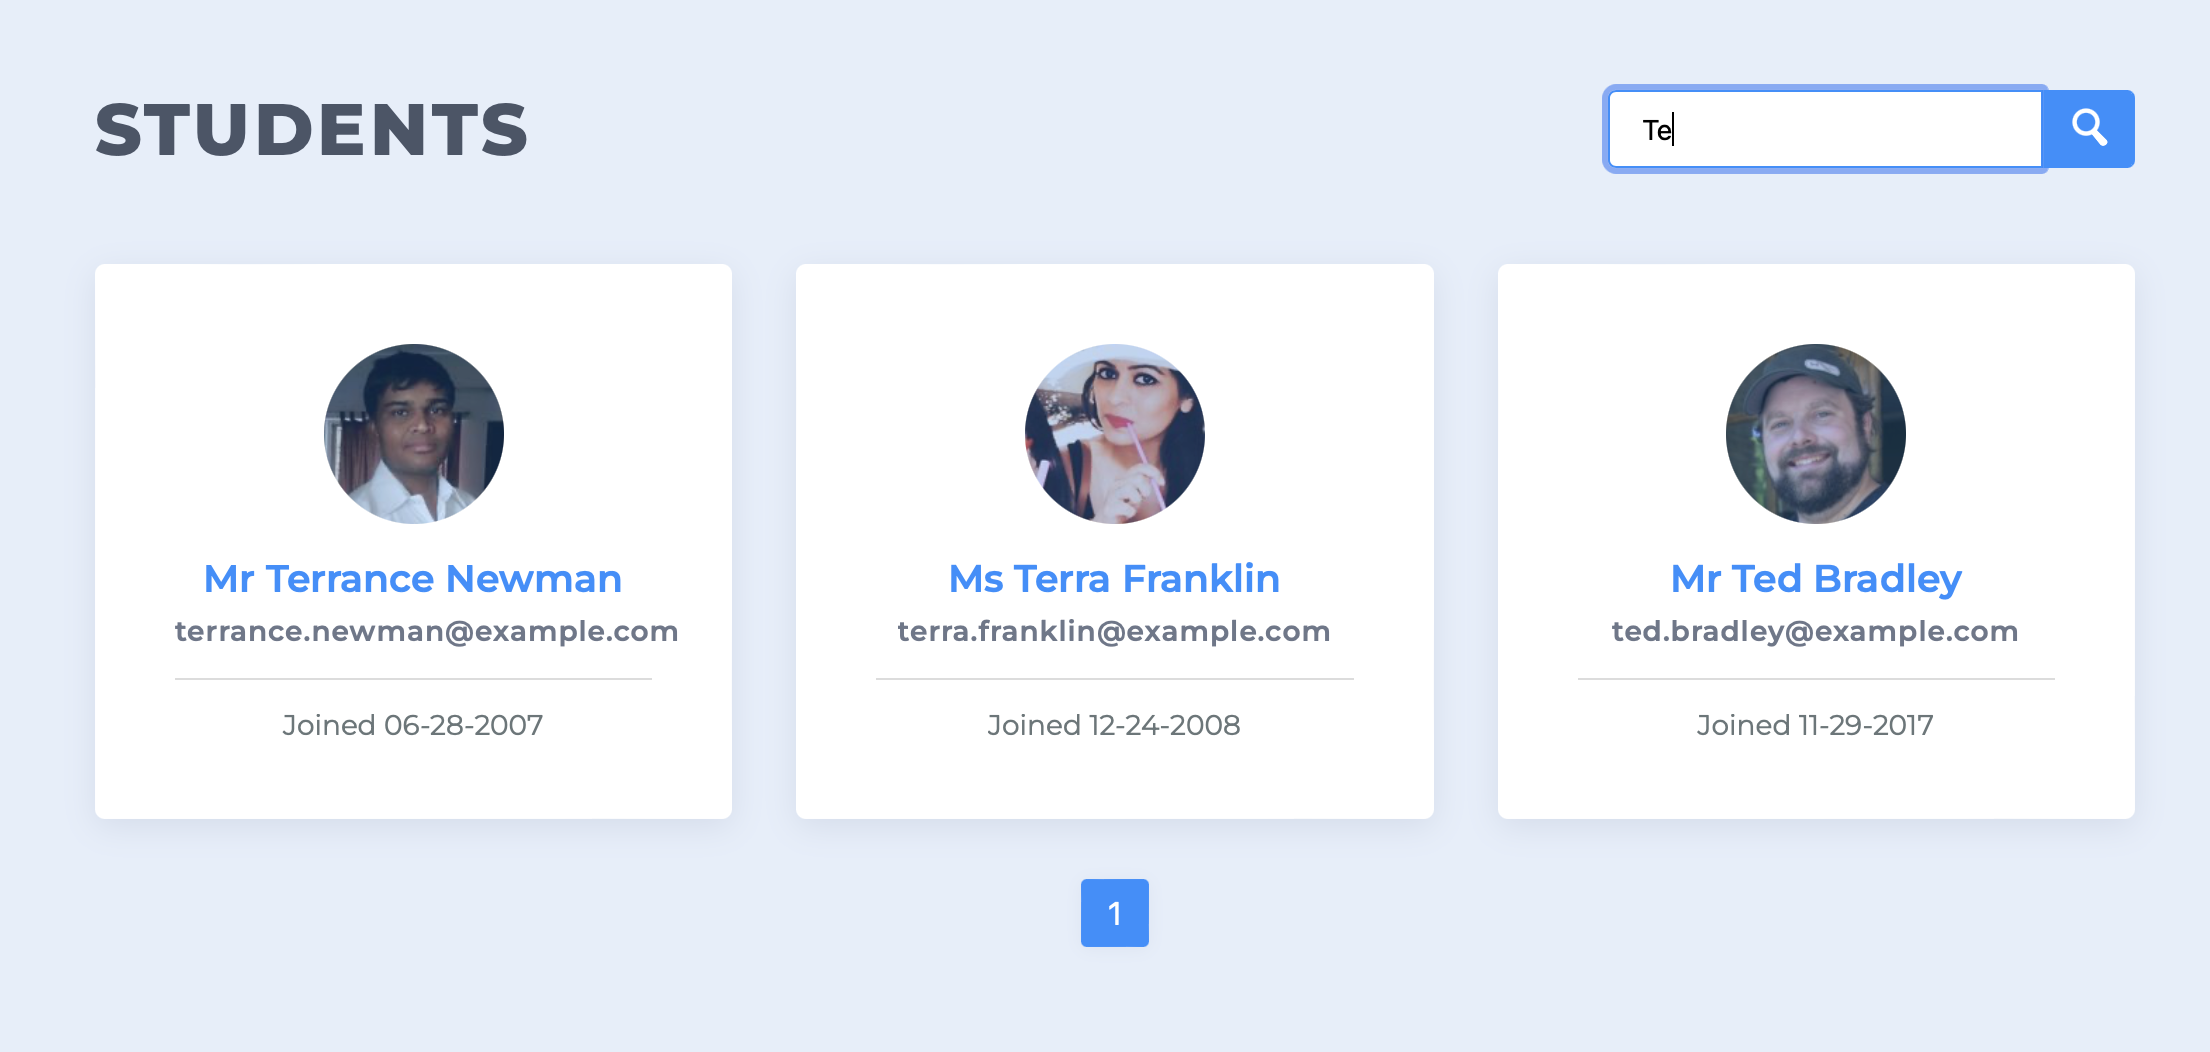 STUDENTS
Te
Mr Terrance Newman
terrance.newman@example.com
Joined 06-28-2007
Ms Terra Franklin
terra.franklin@example.com
Joined 12-24-2008
Mr Ted Bradley
ted.bradley@example.com
Joined 11-29-2017
1